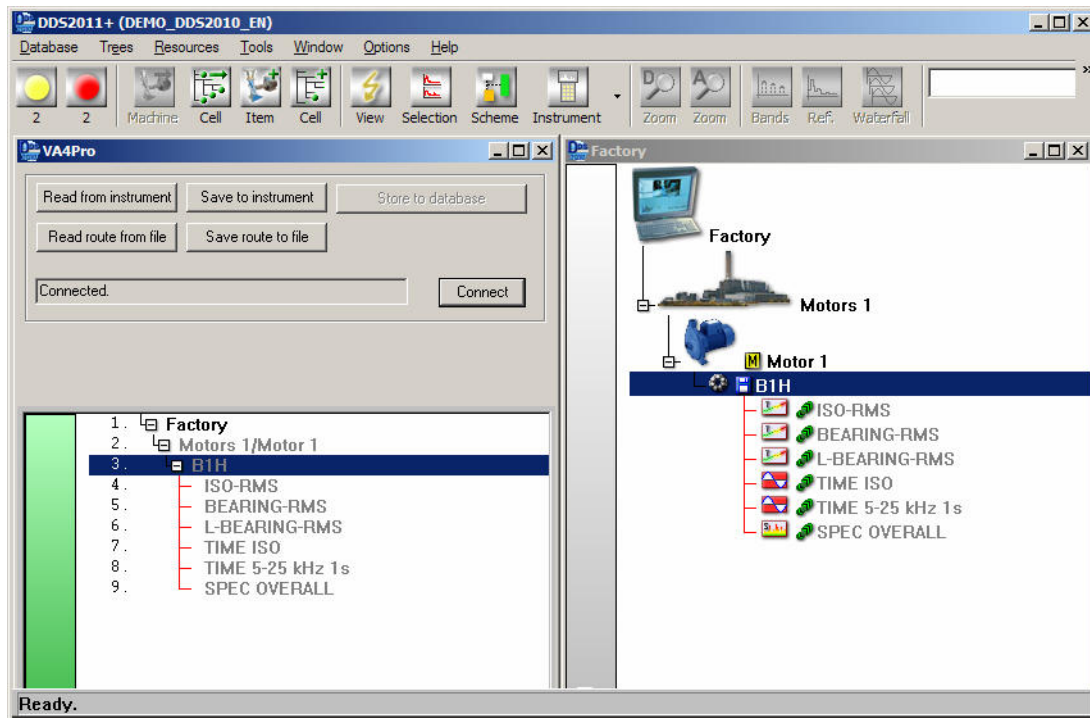 DDS2011+ (DEMO_DDS2010_EN)
Database Trees Resources Tools Window Options Help
2 2 Machine Cell Item Cell View Selection Scheme Instrument Zoom Zoom Bands Ref. Waterfall
VA4Pro
Read from instrument Save to instrument Store to database
Read route from file Save route to file
Connected. Connect
1. Factory
2. Motors 1/Motor 1
3. B1H
4. ISO-RMS
5. BEARING-RMS
6. L-BEARING-RMS
7. TIME ISO
8. TIME 5-25 kHz 1s
9. SPEC OVERALL
Factory
Factory
Motors 1
M Motor 1
B1H
ISO-RMS
BEARING-RMS
L-BEARING-RMS
TIME ISO
TIME 5-25 kHz 1s
SPEC OVERALL
Ready.